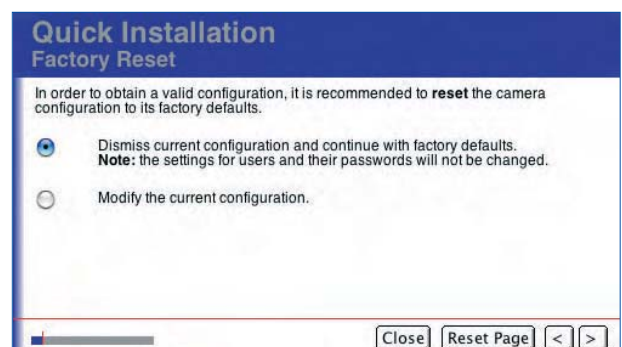 Quick Installation
Factory Reset
In order to obtain a valid configuration, it is recommended to reset the camera
configuration to its factory defaults.
Dismiss current configuration and continue with factory defaults.
Note: the settings for users and their passwords will not be changed.
Modify the current configuration.
Close Reset Page < >